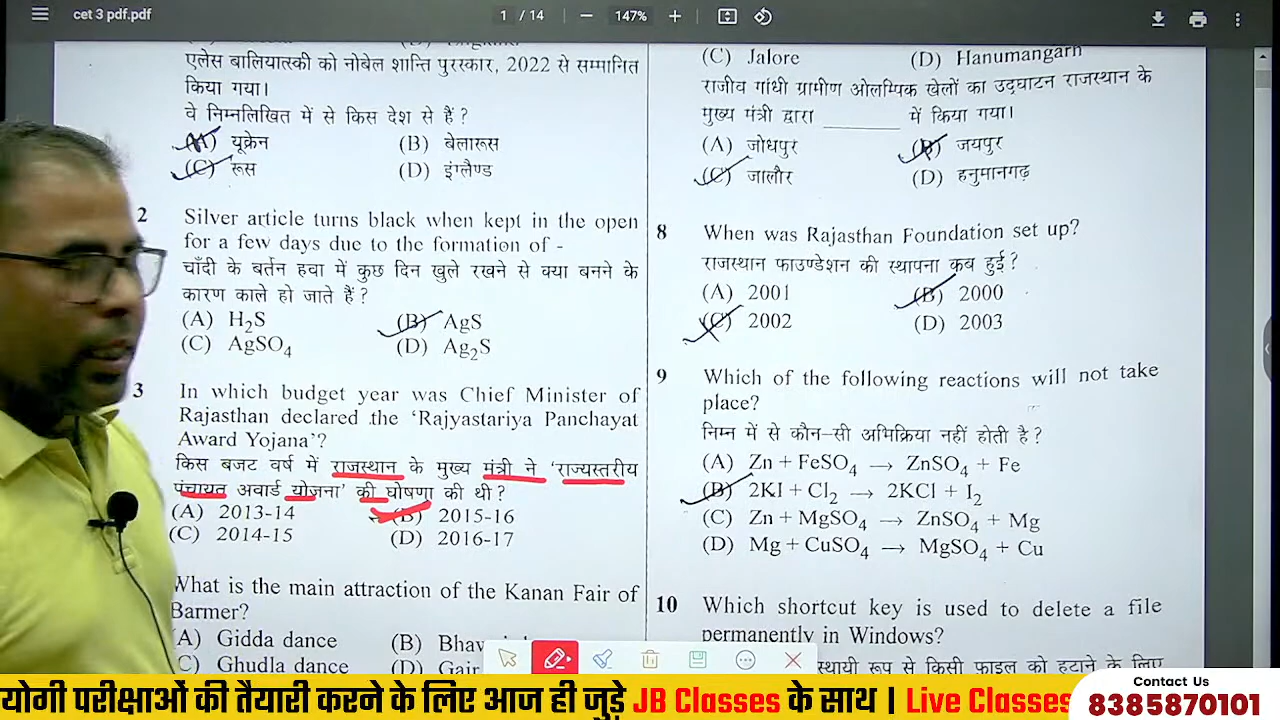 cet 3 pdf.pdf
1 / 14
147%
एलेस बालियात्स्की को नोबेल शान्ति पुरस्कार, 2022 से सम्मानित
किया गया।
वे निम्नलिखित में से किस देश से हैं ?
(A) यूक्रेन (B) बेलारूस
(C) रूस (D) इंग्लैण्ड
2 Silver article turns black when kept in the open
for a few days due to the formation of -
चाँदी के बर्तन हवा में कुछ दिन खुले रखने से क्या बनने के
कारण काले हो जाते हैं ?
(A) H₂S (B) AgS
(C) AgSO₄ (D) Ag₂S
3 In which budget year was Chief Minister of
Rajasthan declared the ‘Rajyastariya Panchayat
Award Yojana’?
किस बजट वर्ष में राजस्थान के मुख्य मंत्री ने ‘राज्यस्तरीय
पंचायत अवार्ड योजना’ की घोषणा की थी ?
(A) 2013-14 (B) 2015-16
(C) 2014-15 (D) 2016-17
What is the main attraction of the Kanan Fair of
Barmer?
(A) Gidda dance (B)
C) Ghudla dance (D) Gair
(C) Jalore (D) Hanumangarh
राजीव गांधी ग्रामीण ओलम्पिक खेलों का उद्घाटन राजस्थान के
मुख्य मंत्री द्वारा ________ में किया गया।
(A) जोधपुर (B) जयपुर
(C) जालौर (D) हनुमानगढ़
8 When was Rajasthan Foundation set up?
राजस्थान फाउण्डेशन की स्थापना कब हुई ?
(A) 2001 (B) 2000
(C) 2002 (D) 2003
9 Which of the following reactions will not take
place?
निम्न में से कौन-सी अभिक्रिया नहीं होती है ?
(A) Zn + FeSO₄ → ZnSO₄ + Fe
(B) 2KI + Cl₂ → 2KCl + I₂
(C) Zn + MgSO₄ → ZnSO₄ + Mg
(D) Mg + CuSO₄ → MgSO₄ + Cu
10 Which shortcut key is used to delete a file
permanently in Windows?
स्थायी रूप से किसी फाइल को हटाने के लिए
योगी परीक्षाओं की तैयारी करने के लिए आज ही जुड़े JB Classes के साथ । Live Classes
Contact Us
8385870101